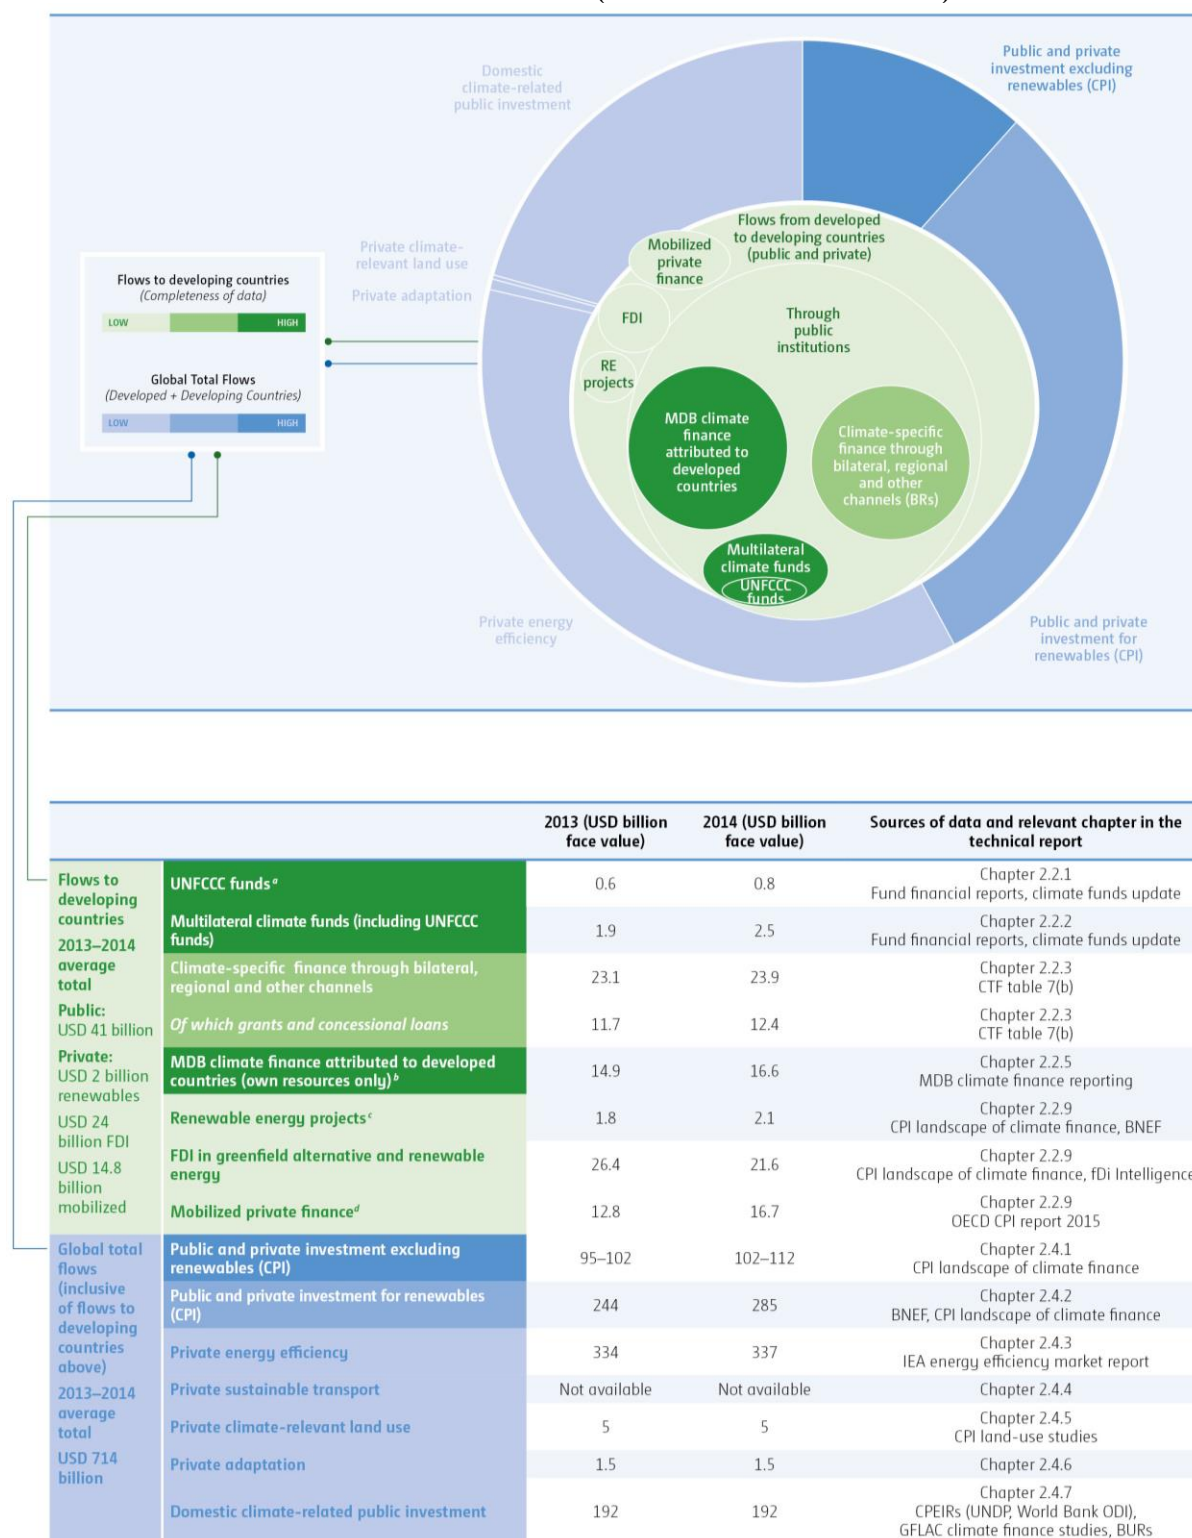 Domestic
climate-related
public investment
Public and private
investment excluding
renewables (CPI)
Flows from developed
to developing countries
(public and private)
Mobilized
private
finance
Private climate-
relevant land use
Private adaptation
Flows to developing countries
(Completeness of data)
LOW HIGH
Global Total Flows
(Developed + Developing Countries)
LOW HIGH
FDI
Through
public
institutions
RE
projects
MDB climate
finance
attributed to
developed
countries
Climate-specific
finance through
bilateral, regional
and other
channels (BRs)
Multilateral
climate funds
UNFCCC
funds
Private energy
efficiency
Public and private
investment for
renewables (CPI)
2013 (USD billion
face value)
2014 (USD billion
face value)
Sources of data and relevant chapter in the
technical report
Flows to
developing
countries
2013–2014
average
total
Public:
USD 41 billion
Private:
USD 2 billion
renewables
USD 24
billion FDI
USD 14.8
billion
mobilized
UNFCCC funds a
0.6
0.8
Chapter 2.2.1
Fund financial reports, climate funds update
Multilateral climate funds (including UNFCCC
funds)
1.9
2.5
Chapter 2.2.2
Fund financial reports, climate funds update
Climate-specific finance through bilateral,
regional and other channels
23.1
23.9
Chapter 2.2.3
CTF table 7(b)
Of which grants and concessional loans
11.7
12.4
Chapter 2.2.3
CTF table 7(b)
MDB climate finance attributed to developed
countries (own resources only) b
14.9
16.6
Chapter 2.2.5
MDB climate finance reporting
Renewable energy projects c
1.8
2.1
Chapter 2.2.9
CPI landscape of climate finance, BNEF
FDI in greenfield alternative and renewable
energy
26.4
21.6
Chapter 2.2.9
CPI landscape of climate finance, fDi Intelligence
Mobilized private finance d
12.8
16.7
Chapter 2.2.9
OECD CPI report 2015
Global total
flows
(inclusive
of flows to
developing
countries
above)
2013–2014
average
total
USD 714
billion
Public and private investment excluding
renewables (CPI)
95–102
102–112
Chapter 2.4.1
CPI landscape of climate finance
Public and private investment for renewables
(CPI)
244
285
Chapter 2.4.2
BNEF, CPI landscape of climate finance
Private energy efficiency
334
337
Chapter 2.4.3
IEA energy efficiency market report
Private sustainable transport
Not available
Not available
Chapter 2.4.4
Private climate-relevant land use
5
5
Chapter 2.4.5
CPI land-use studies
Private adaptation
1.5
1.5
Chapter 2.4.6
Domestic climate-related public investment
192
192
Chapter 2.4.7
CPEIRs (UNDP, World Bank ODI),
GFLAC climate finance studies, BURs